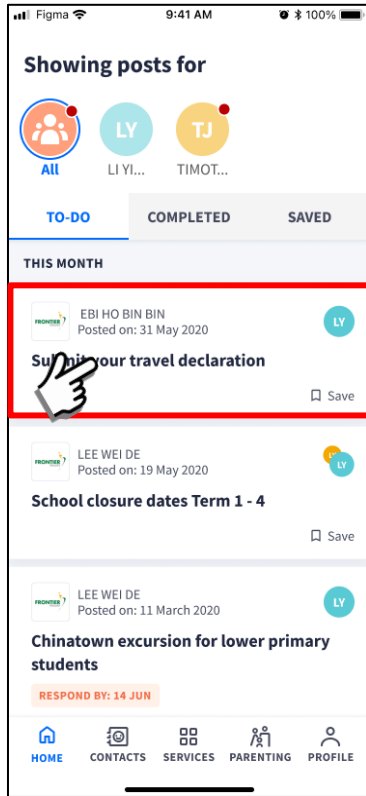 Figma 9:41 AM 100%
Showing posts for
LY TJ
All LI YI... TIMOT...
TO-DO COMPLETED SAVED
THIS MONTH
FRONTIER EBI HO BIN BIN LY
Posted on: 31 May 2020
Submit your travel declaration
Save
FRONTIER LEE WEI DE LY
Posted on: 19 May 2020
School closure dates Term 1 - 4
Save
FRONTIER LEE WEI DE LY
Posted on: 11 March 2020
Chinatown excursion for lower primary
students
RESPOND BY: 14 JUN
HOME CONTACTS SERVICES PARENTING PROFILE